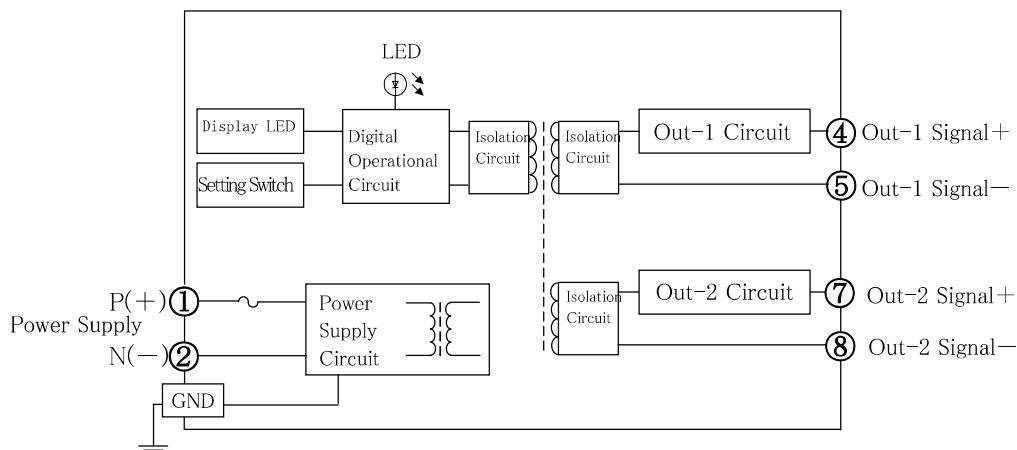 LED
Display LED
Setting Switch
Digital
Operational
Circuit
Isolation
Circuit
Isolation
Circuit
Out-1 Circuit
④ Out-1 Signal+
⑤ Out-1 Signal−
P(+) ①
Power Supply
N(−) ②
GND
Power
Supply
Circuit
Isolation
Circuit
Out-2 Circuit
⑦ Out-2 Signal+
⑧ Out-2 Signal−